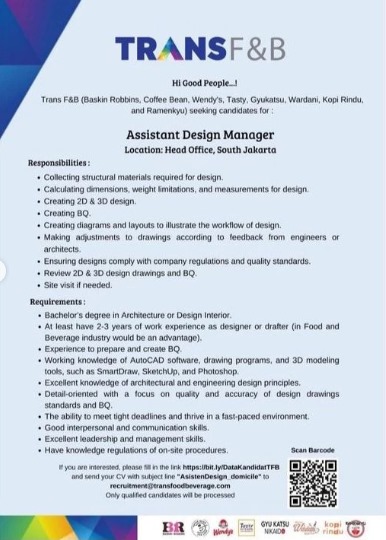 TRANSF&B
Hi Good People...!
Trans F&B (Baskin Robbins, Coffee Bean, Wendy's, Tasty, Gyukatsu, Wardani, Kopi Rindu,
and Ramenkyu) seeking candidates for :
Assistant Design Manager
Location: Head Office, South Jakarta
Responsibilities :
• Collecting structural materials required for design.
• Calculating dimensions, weight limitations, and measurements for design.
• Creating 2D & 3D design.
• Creating BQ.
• Creating diagrams and layouts to illustrate the workflow of design.
• Making adjustments to drawings according to feedback from engineers or
architects.
• Ensuring designs comply with company regulations and quality standards.
• Review 2D & 3D design drawings and BQ.
• Site visit if needed.
Requirements :
• Bachelor's degree in Architecture or Design Interior.
• At least have 2-3 years of work experience as designer or drafter (in Food and
Beverage industry would be an advantage).
• Experience to prepare and create BQ.
• Working knowledge of AutoCAD software, drawing programs, and 3D modeling
tools, such as SmartDraw, SketchUp, and Photoshop.
• Excellent knowledge of architectural and engineering design principles.
• Detail-oriented with a focus on quality and accuracy of design drawings
standards and BQ.
• The ability to meet tight deadlines and thrive in a fast-paced environment.
• Good interpersonal and communication skills.
• Excellent leadership and management skills.
• Have knowledge regulations of on-site procedures.
Scan Barcode
If you are interested, please fill in the link https://bit.ly/DataKandidatTFB
and send your CV with subject line "AsistenDesign_domicile" to
recruitment@transfoodbeverage.com
Only qualified candidates will be processed
BR
Wendy's
GYU KATSU
NIKAIDO
kopi
rindu